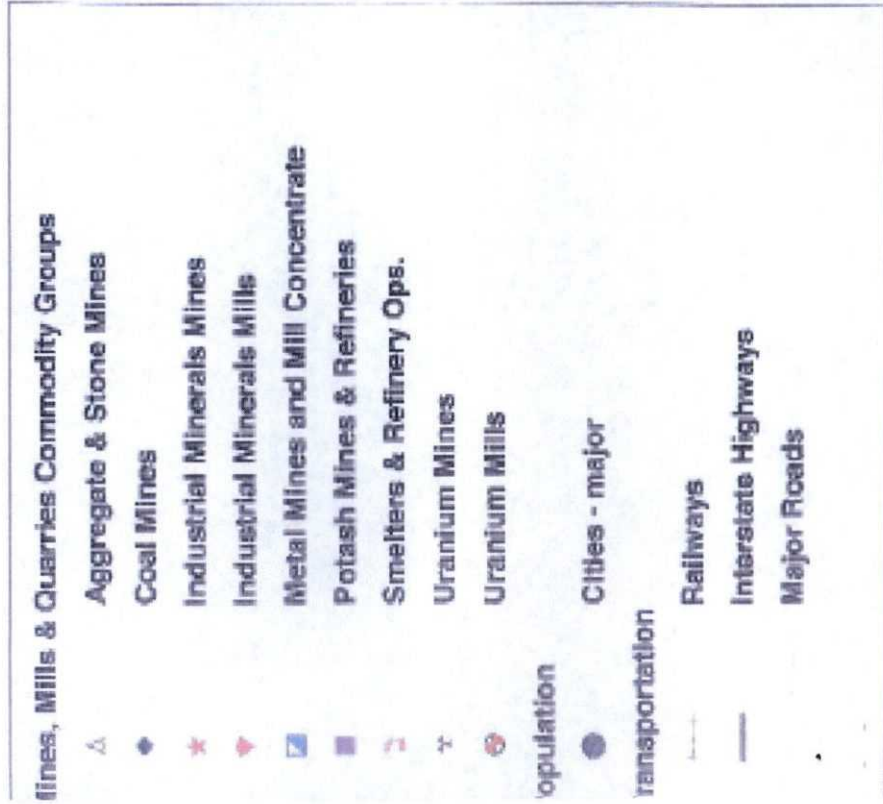 lines, Mills & Quarries Commodity Groups
Aggregate & Stone Mines
Coal Mines
Industrial Minerals Mines
Industrial Minerals Mills
Metal Mines and Mill Concentrate
Potash Mines & Refineries
Smelters & Refinery Ops.
Uranium Mines
Uranium Mills
opulation
Cities - major
ransportation
Railways
Interstate Highways
Major Roads